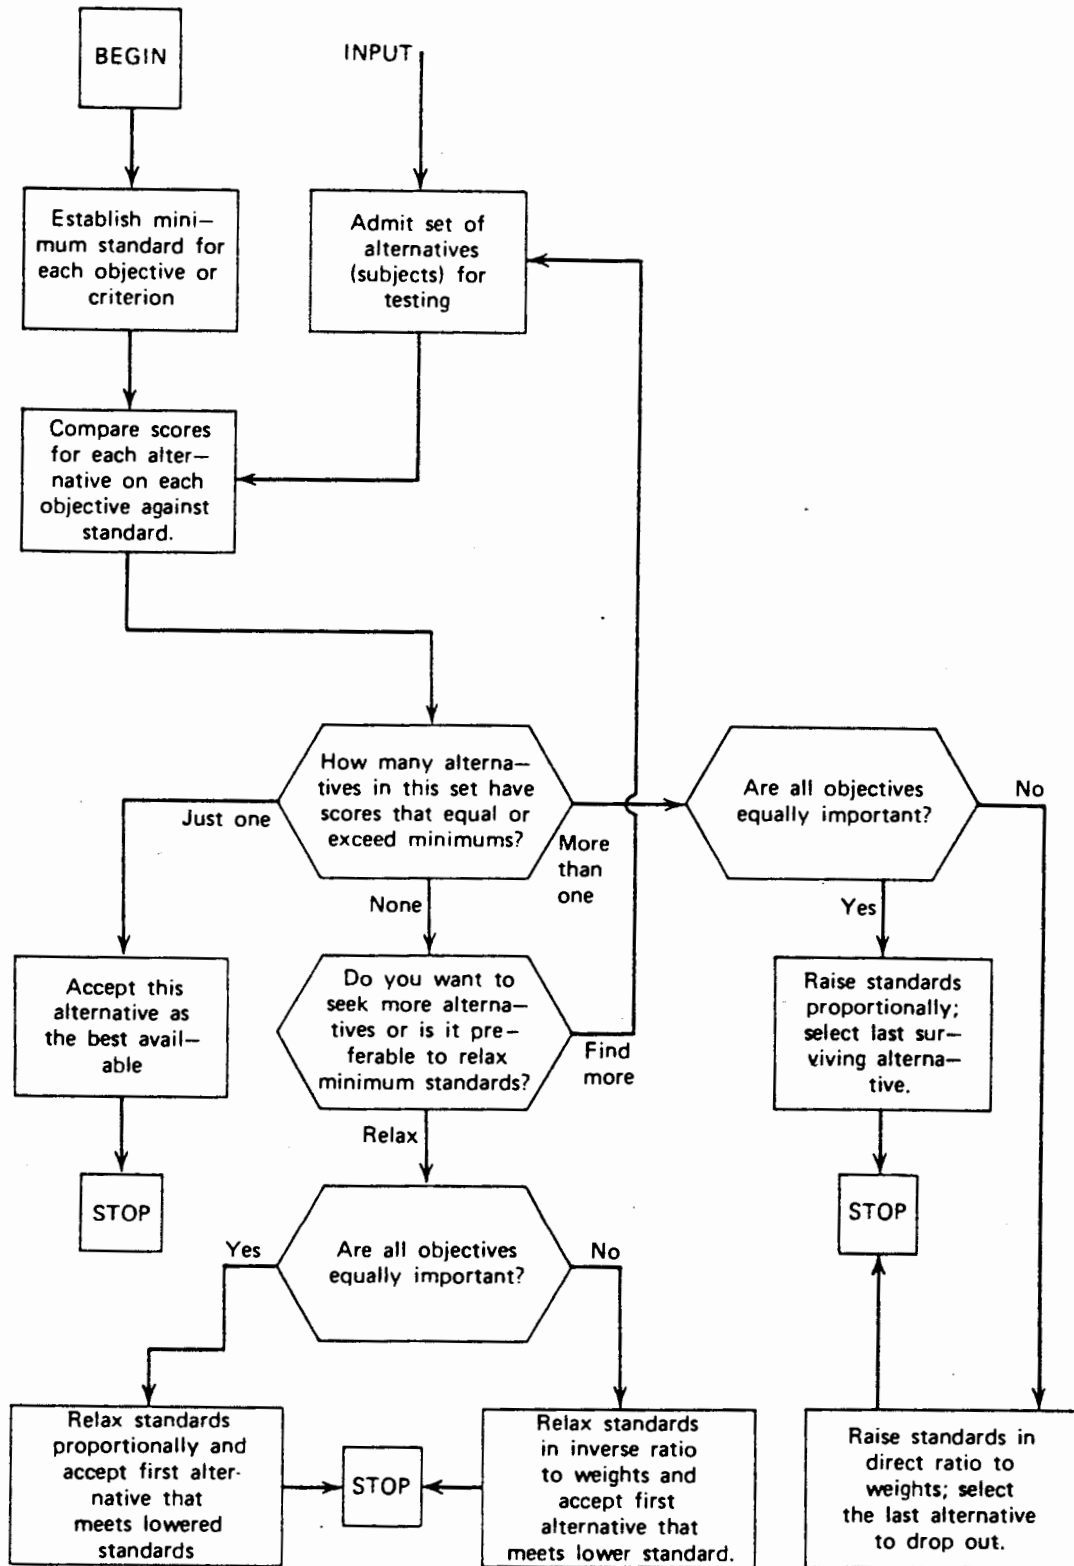 BEGIN
INPUT
Establish mini—
mum standard for
each objective or
criterion
Admit set of
alternatives
(subjects) for
testing
Compare scores
for each alter—
native on each
objective against
standard.
How many alterna—
tives in this set have
scores that equal or
exceed minimums?
Just one
More
than
one
None
Are all objectives
equally important?
No
Yes
Accept this
alternative as
the best avail—
able
Do you want to
seek more alterna—
tives or is it pre—
ferable to relax
minimum standards?
Find
more
Raise standards
proportionally;
select last sur—
viving alterna—
tive.
Relax
STOP
STOP
Yes
Are all objectives
equally important?
No
Relax standards
proportionally and
accept first alter-
native that
meets lowered
standards
STOP
Relax standards
in inverse ratio
to weights and
accept first
alternative that
meets lower standard.
Raise standards in
direct ratio to
weights; select
the last alternative
to drop out.